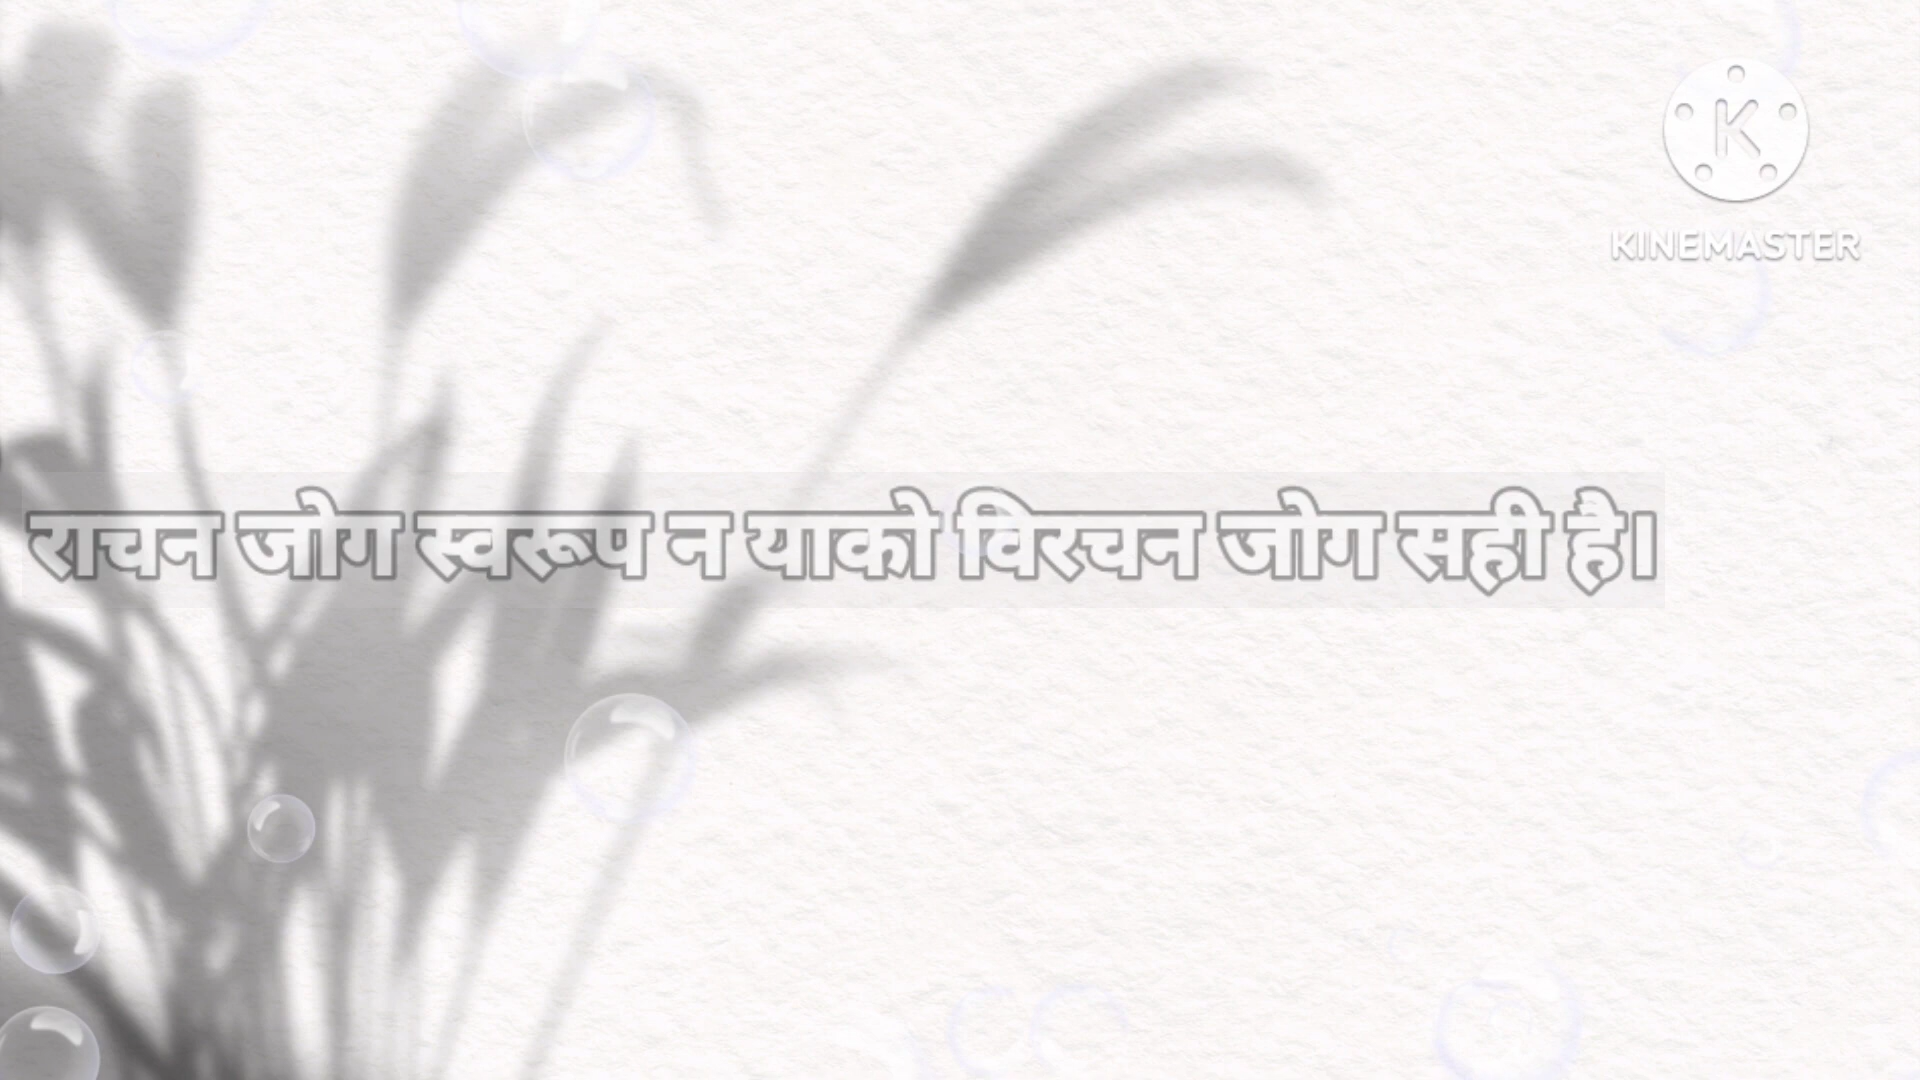 KINEMASTER
राचन जोग स्वरूप न याको विरचन जोग सही है।